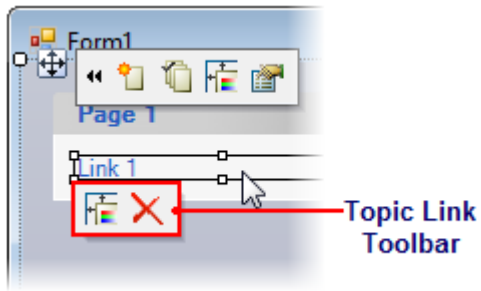 Form1
Page 1
Link 1
Topic Link
Toolbar